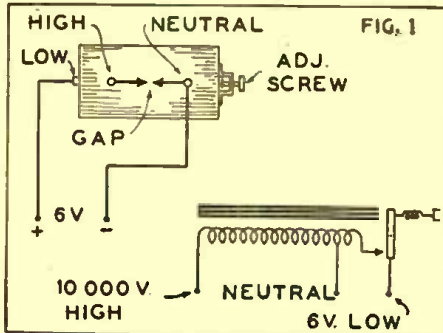 HIGH
NEUTRAL
FIG. 1
LOW
ADJ.
SCREW
GAP
6V
+ -
10 000 V.
HIGH
NEUTRAL
6V. LOW